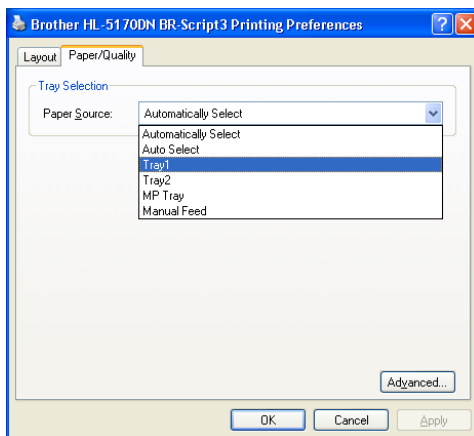 Brother HL-5170DN BR-Script3 Printing Preferences
Layout Paper/Quality
Tray Selection
Paper Source: Automatically Select
Automatically Select
Auto Select
Tray1
Tray2
MP Tray
Manual Feed
Advanced...
OK Cancel Apply